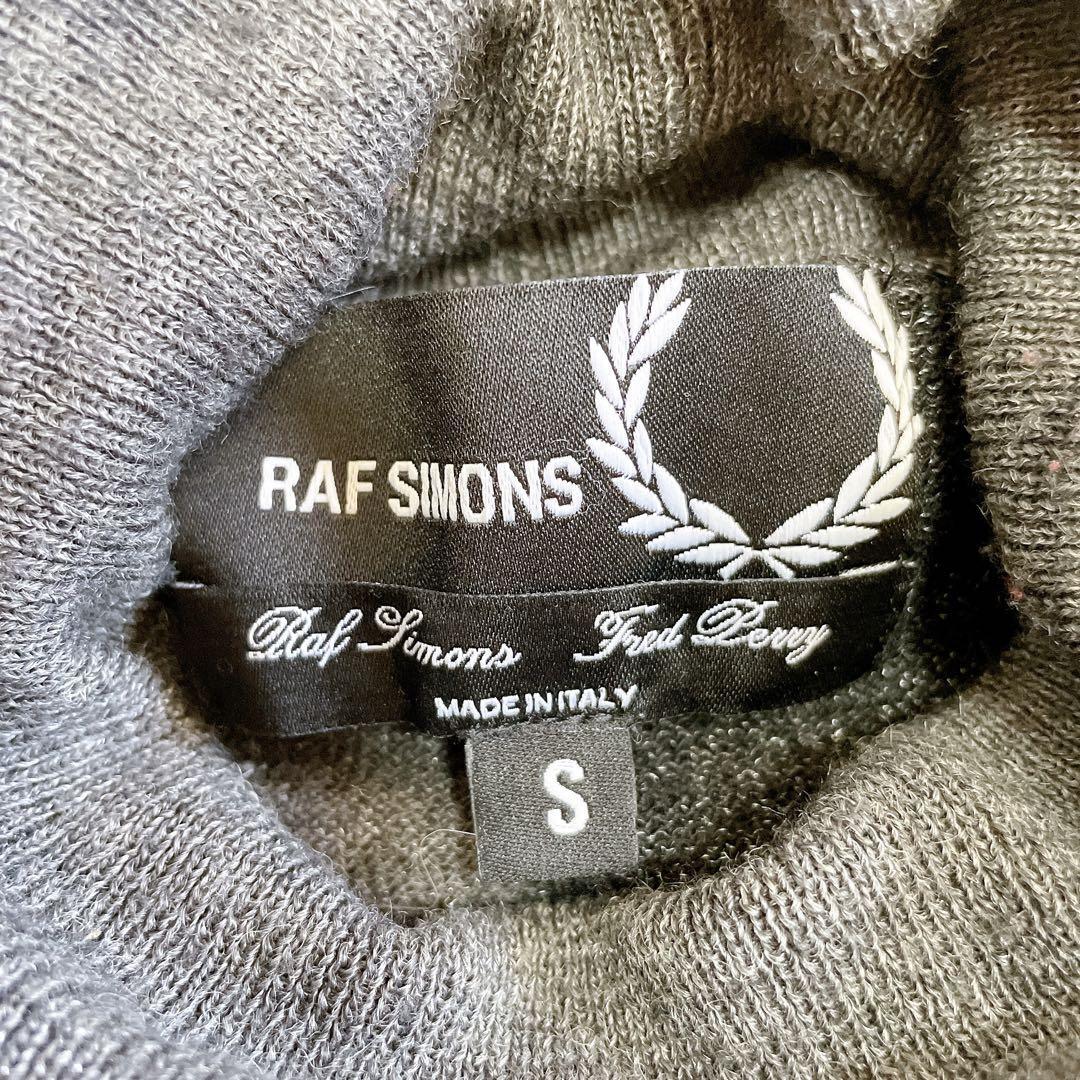 RAF SIMONS
Raf Simons Fred Perry
MADE IN ITALY
S